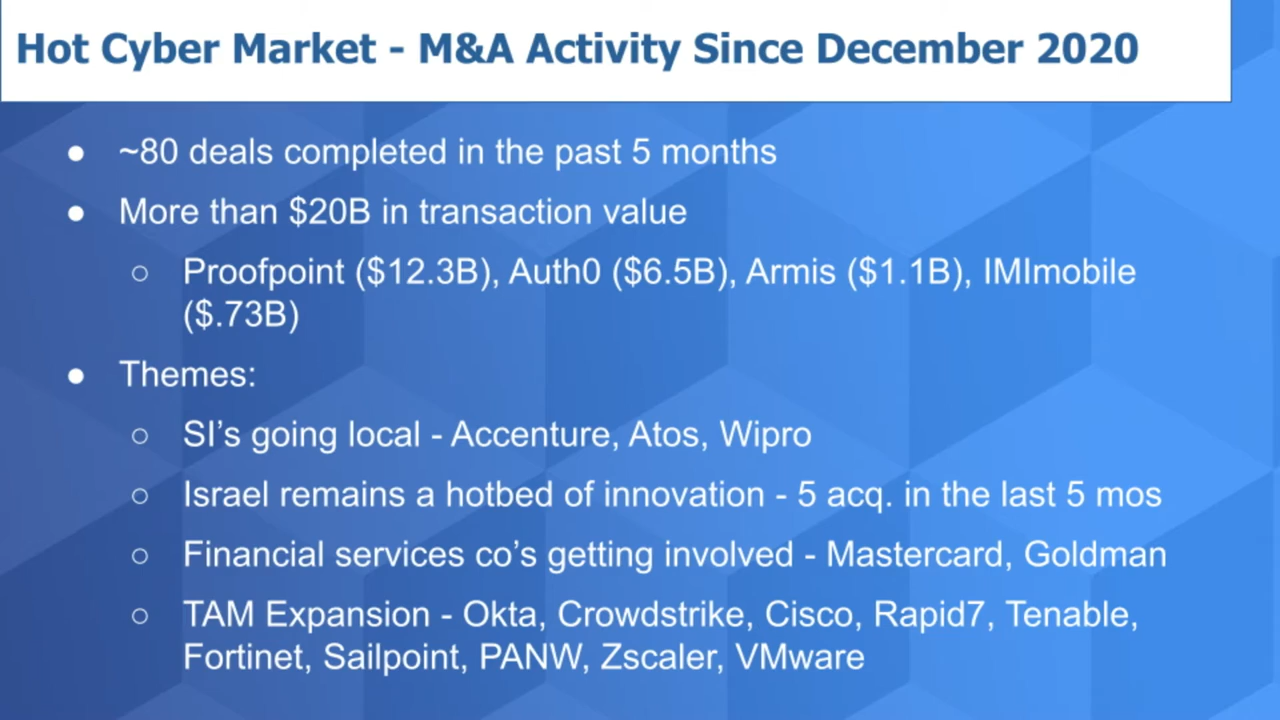 Hot Cyber Market - M&A Activity Since December 2020
● ~80 deals completed in the past 5 months
● More than $20B in transaction value
○ Proofpoint ($12.3B), Auth0 ($6.5B), Armis ($1.1B), IMImobile
($.73B)
● Themes:
○ SI’s going local - Accenture, Atos, Wipro
○ Israel remains a hotbed of innovation - 5 acq. in the last 5 mos
○ Financial services co’s getting involved - Mastercard, Goldman
○ TAM Expansion - Okta, Crowdstrike, Cisco, Rapid7, Tenable,
Fortinet, Sailpoint, PANW, Zscaler, VMware